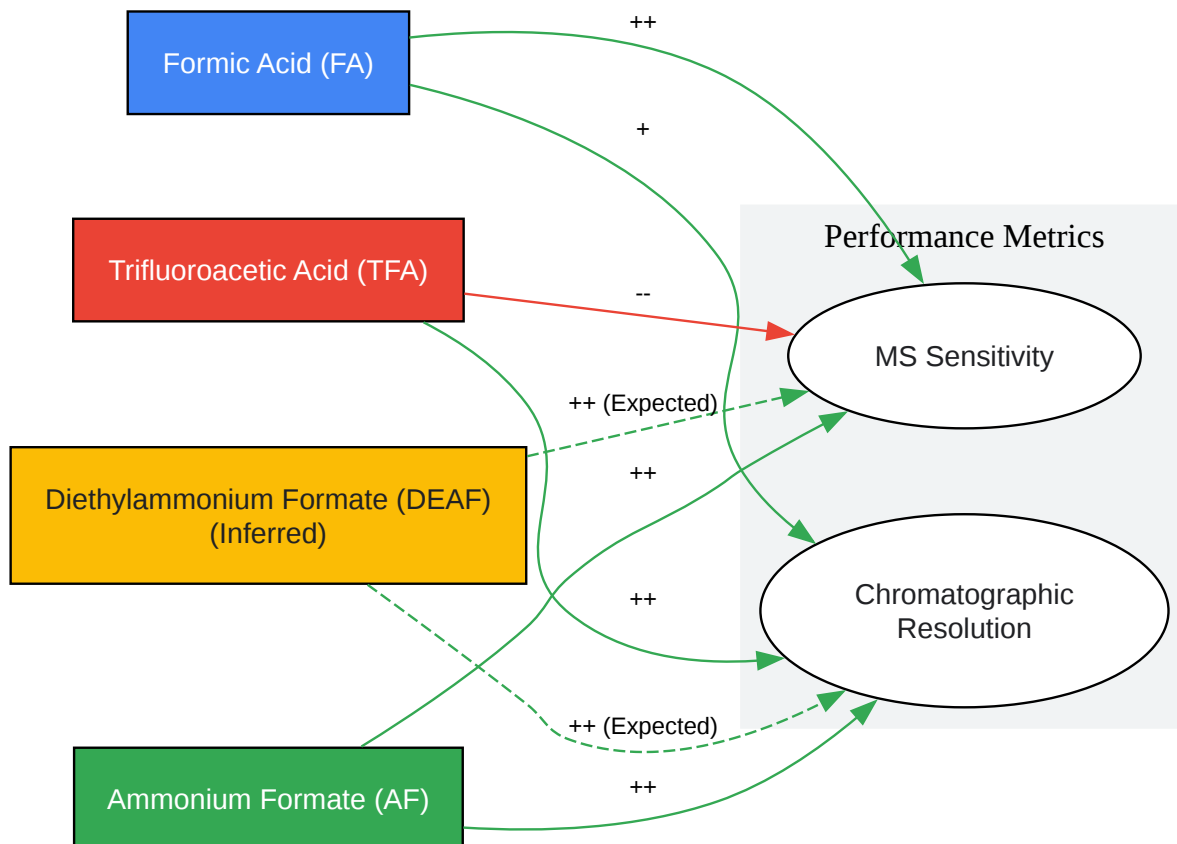 ++
Formic Acid (FA)
+
Trifluoroacetic Acid (TFA)
Performance Metrics
--
MS Sensitivity
++ (Expected)
++
Diethylammonium Formate (DEAF)
(Inferred)
++
Chromatographic
Resolution
++ (Expected)
++
Ammonium Formate (AF)